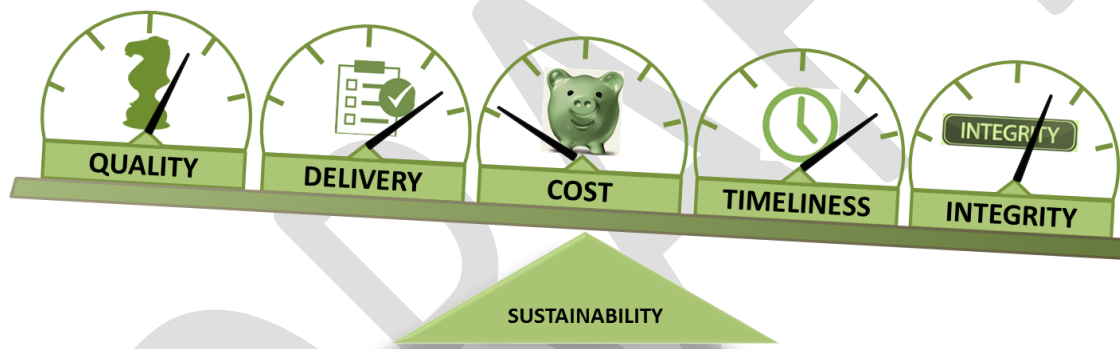 INTEGRITY
QUALITY
DELIVERY
COST
TIMELINESS
INTEGRITY
SUSTAINABILITY